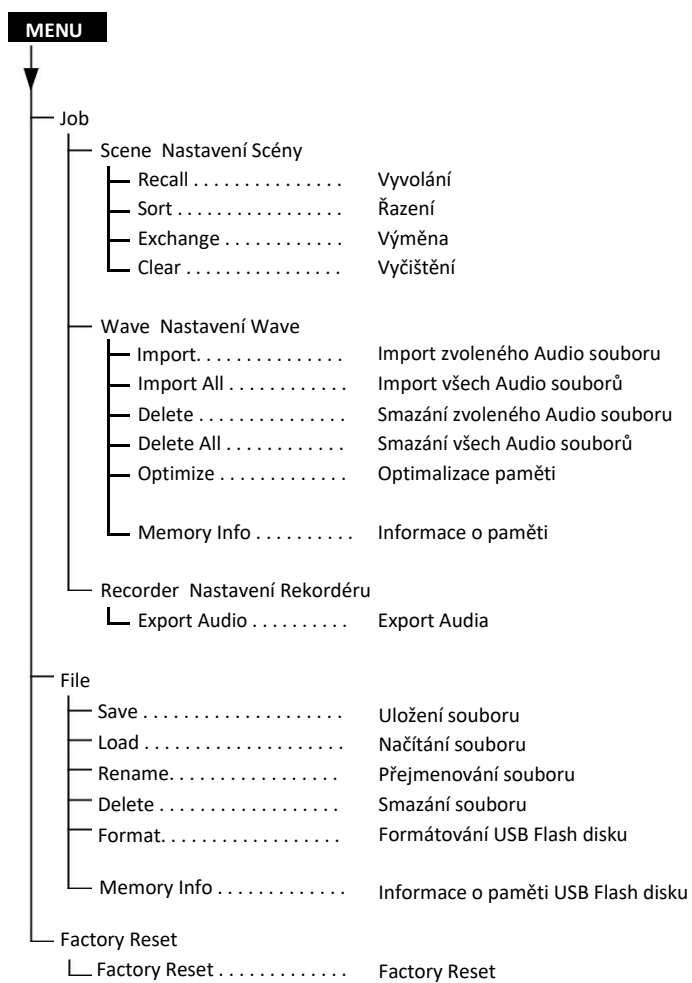 MENU
Job
Scene Nastavení Scény
Recall . . . . . . . . . . . . . . . Vyvolání
Sort . . . . . . . . . . . . . . . . . Řazení
Exchange . . . . . . . . . . . . Výměna
Clear . . . . . . . . . . . . . . . . Vyčištění
Wave Nastavení Wave
Import. . . . . . . . . . . . . . . Import zvoleného Audio souboru
Import All . . . . . . . . . . . . Import všech Audio souborů
Delete . . . . . . . . . . . . . . . Smazání zvoleného Audio souboru
Delete All . . . . . . . . . . . . Smazání všech Audio souborů
Optimize . . . . . . . . . . . . . Optimalizace paměti
Memory Info . . . . . . . . . . Informace o paměti
Recorder Nastavení Rekordéru
Export Audio . . . . . . . . . . Export Audia
File
Save . . . . . . . . . . . . . . . . . . . . Uložení souboru
Load . . . . . . . . . . . . . . . . . . . . Načítání souboru
Rename. . . . . . . . . . . . . . . . . Přejmenování souboru
Delete . . . . . . . . . . . . . . . . . . Smazání souboru
Format. . . . . . . . . . . . . . . . . . Formátování USB Flash disku
Memory Info . . . . . . . . . . . . . Informace o paměti USB Flash disku
Factory Reset
Factory Reset . . . . . . . . . . . . . Factory Reset